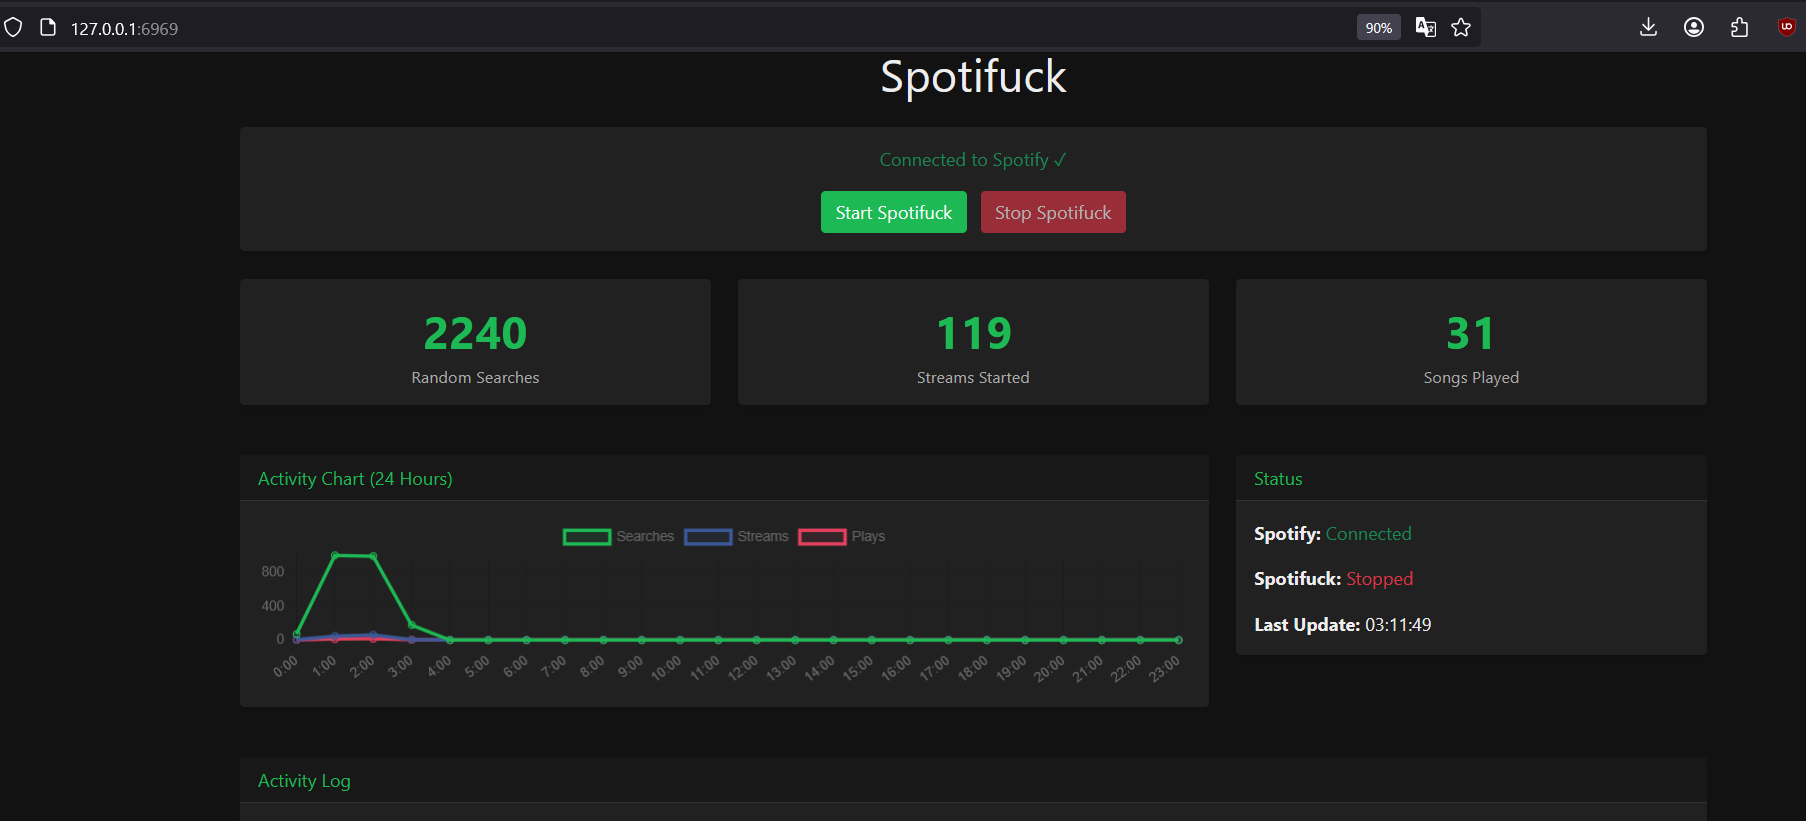 127.0.0.1:6969
90%
Spotifuck
Connected to Spotify ✓
Start Spotifuck Stop Spotifuck
2240
Random Searches
119
Streams Started
31
Songs Played
Activity Chart (24 Hours)
Searches Streams Plays
800
400
0
0:00 1:00 2:00 3:00 4:00 5:00 6:00 7:00 8:00 9:00 10:00 11:00 12:00 13:00 14:00 15:00 16:00 17:00 18:00 19:00 20:00 21:00 22:00 23:00
Status
Spotify: Connected
Spotifuck: Stopped
Last Update: 03:11:49
Activity Log